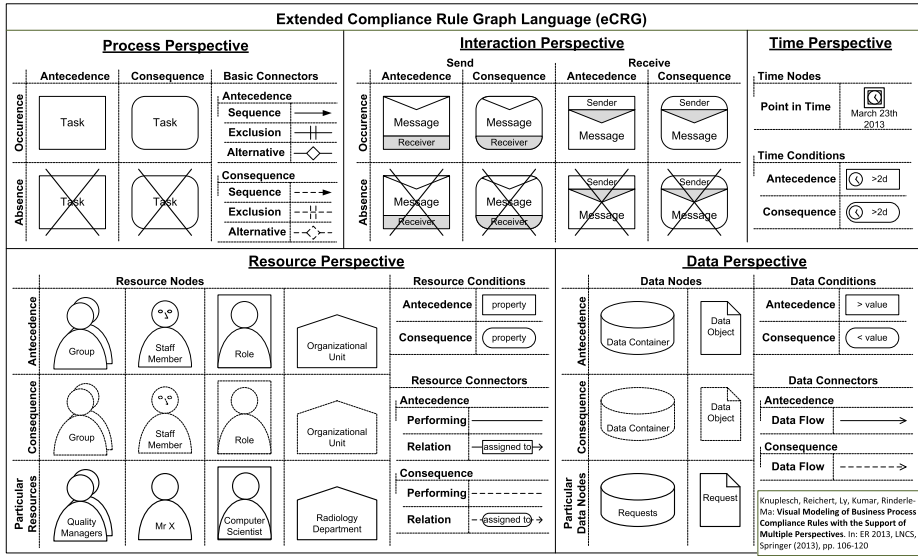 Extended Compliance Rule Graph Language (eCRG)
Process Perspective
Antecedence
Consequence
Basic Connectors
Occurence
Task
Task
Antecedence
Sequence
Exclusion
Alternative
Absence
Task
Task
Consequence
Sequence
Exclusion
Alternative
Interaction Perspective
Send
Receive
Antecedence
Consequence
Antecedence
Consequence
Occurence
Message
Receiver
Message
Receiver
Sender
Message
Sender
Message
Absence
Message
Receiver
Message
Receiver
Sender
Message
Sender
Message
Time Perspective
Time Nodes
Point in Time
March 23th
2013
Time Conditions
Antecedence
>2d
Consequence
>2d
Resource Perspective
Resource Nodes
Antecedence
Group
Staff
Member
Role
Organizational
Unit
Consequence
Group
Staff
Member
Role
Organizational
Unit
Particular
Resources
Quality
Managers
Mr X
Computer
Scientist
Radiology
Department
Resource Conditions
Antecedence
property
Consequence
property
Resource Connectors
Antecedence
Performing
Relation
assigned to
Consequence
Performing
Relation
assigned to
Data Perspective
Data Nodes
Antecedence
Data Container
Data
Object
Consequence
Data Container
Data
Object
Particular
Data Nodes
Requests
Request
Data Conditions
Antecedence
> value
Consequence
< value
Data Connectors
Antecedence
Data Flow
Consequence
Data Flow
Knuplesch, Reichert, Ly, Kumar, Rinderle-
Ma: Visual Modeling of Business Process
Compliance Rules with the Support of
Multiple Perspectives. In: ER 2013, LNCS,
Springer (2013), pp. 106-120